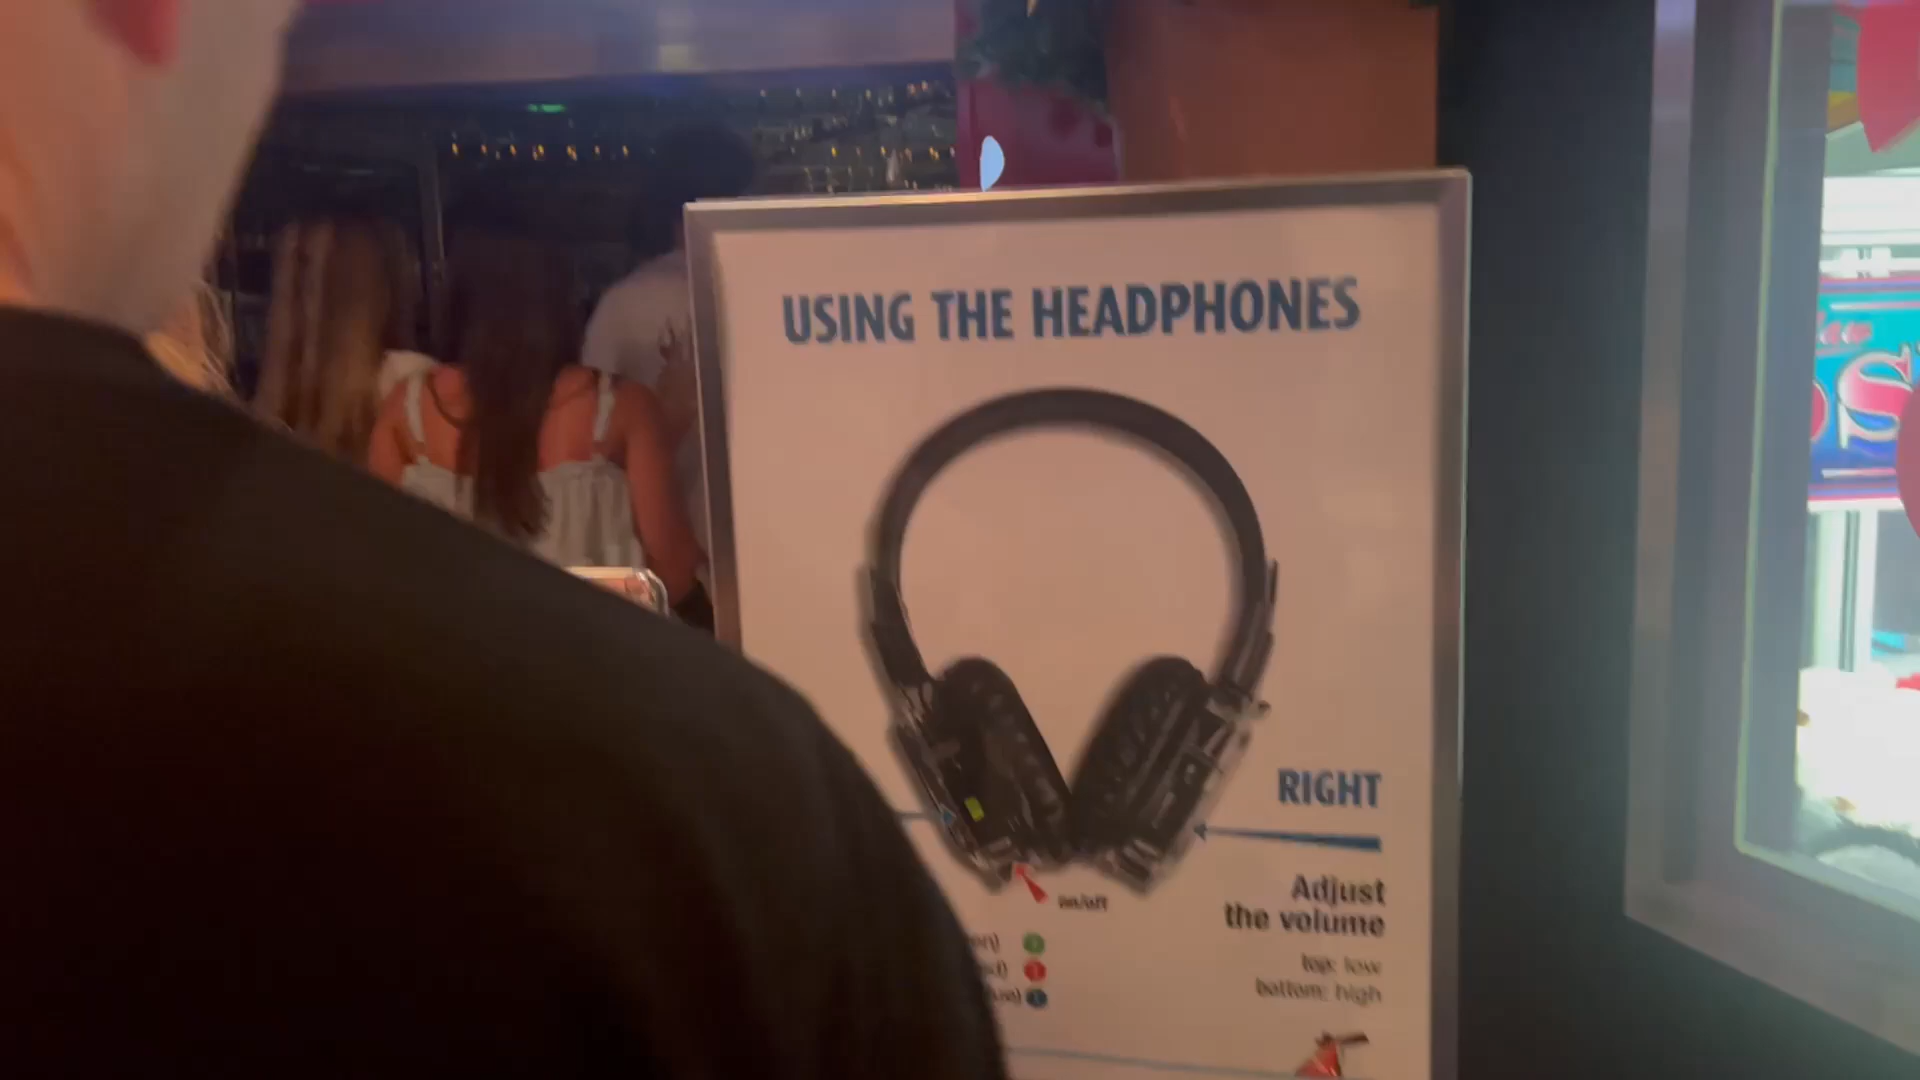 USING THE HEADPHONES
RIGHT
on/off
Adjust
the volume
top: low
bottom: high